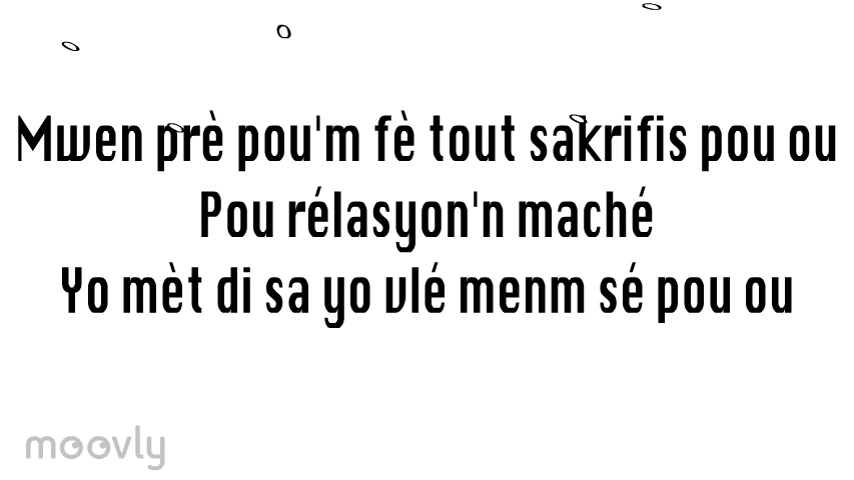 Mwen prè pou'm fè tout sakrifis pou ou
Pou rélasyon'n maché
Yo mèt di sa yo vlé menm sé pou ou
moovly